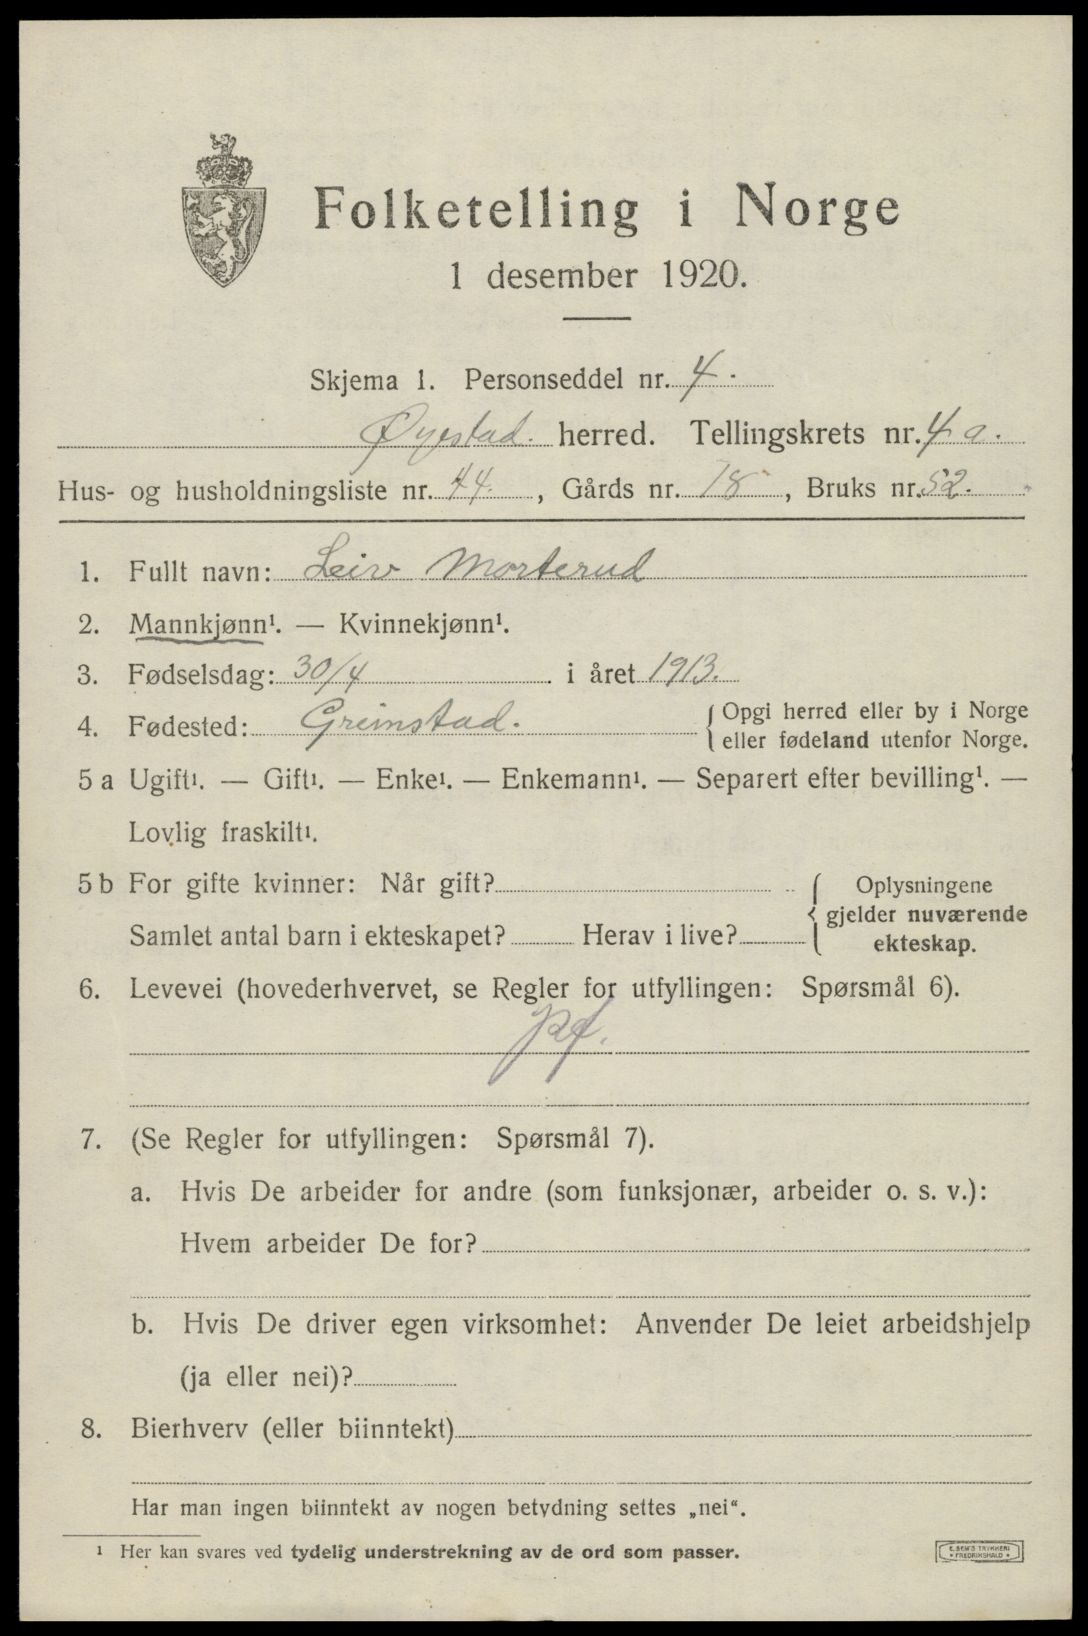 Folketelling i Norge
1 desember 1920.
Skjema 1. Personseddel nr. 4.
Øyestad. herred. Tellingskrets nr. 4 a.
Hus- og husholdningsliste nr. 44. , Gårds nr. 78 , Bruks nr. 52.
1. Fullt navn: Leiv Morterud
2. Mannkjønn¹. — Kvinnekjønn¹.
3. Fødselsdag: 30/4 i året 1913.
4. Fødested: Greimstad. { Opgi herred eller by i Norge
eller fødeland utenfor Norge.
5 a Ugift¹. — Gift¹. — Enke¹. — Enkemann¹. — Separert efter bevilling¹. —
Lovlig fraskilt¹.
5 b For gifte kvinner: Når gift? { Oplysningene
gjelder nuværende
Samlet antal barn i ekteskapet? Herav i live? ekteskap.
6. Levevei (hovederhvervet, se Regler for utfyllingen: Spørsmål 6).
7. (Se Regler for utfyllingen: Spørsmål 7).
a. Hvis De arbeider for andre (som funksjonær, arbeider o. s. v.):
Hvem arbeider De for?
b. Hvis De driver egen virksomhet: Anvender De leiet arbeidshjelp
(ja eller nei)?
8. Bierhverv (eller biinntekt)
Har man ingen biinntekt av nogen betydning settes „nei“.
¹ Her kan svares ved tydelig understrekning av de ord som passer.
E. SEM'S TRYKKERI
• FREDRIKSHALD •